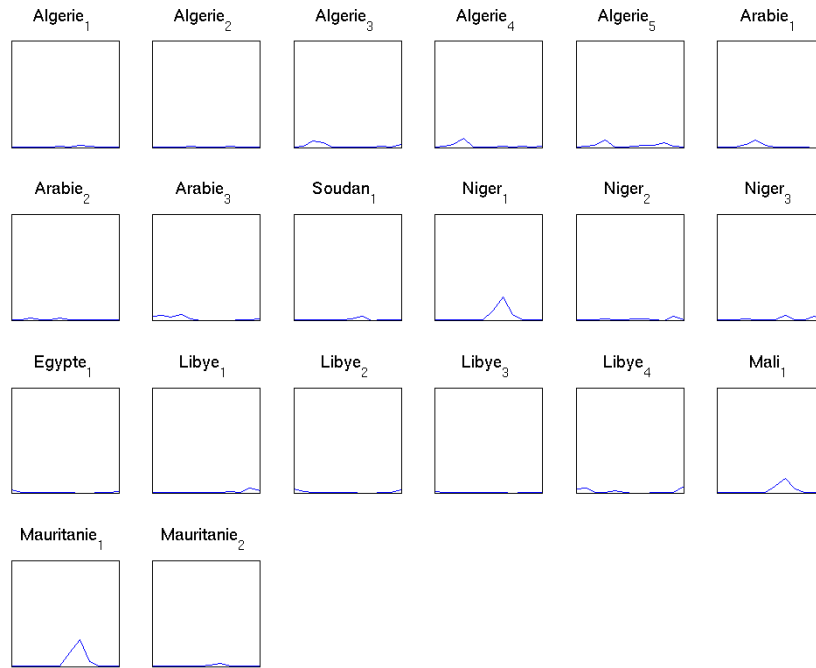 Algerie1 Algerie2 Algerie3 Algerie4 Algerie5 Arabie1
Arabie2 Arabie3 Soudan1 Niger1 Niger2 Niger3
Egypte1 Libye1 Libye2 Libye3 Libye4 Mali1
Mauritanie1 Mauritanie2